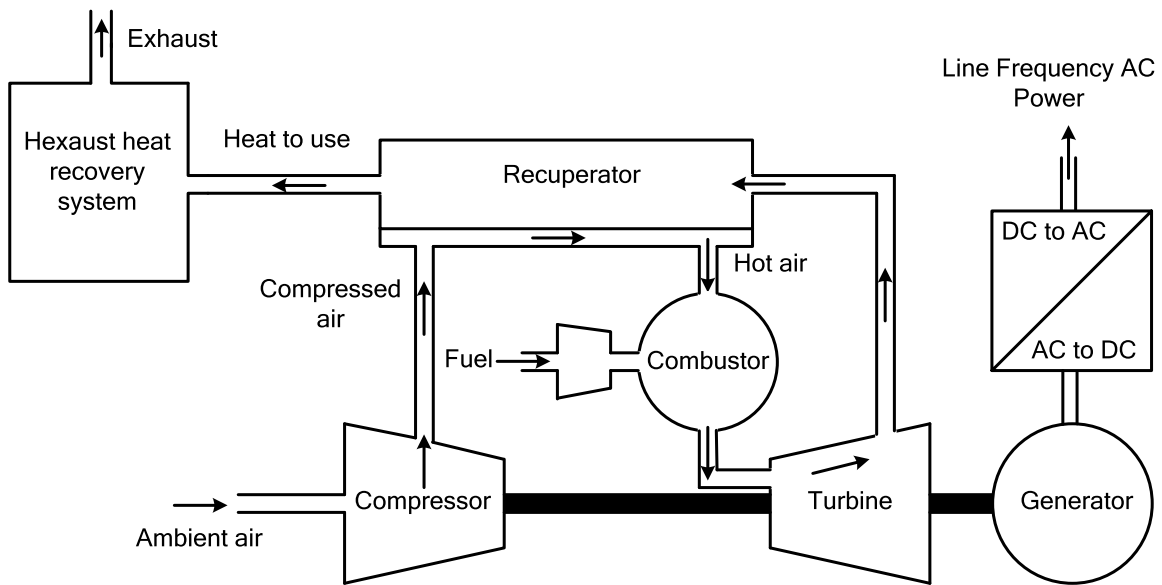 Exhaust
Line Frequency AC
Power
Hexaust heat
recovery
system
Heat to use
Recuperator
DC to AC
Hot air
Compressed
air
AC to DC
Fuel
Combustor
Compressor
Turbine
Generator
Ambient air